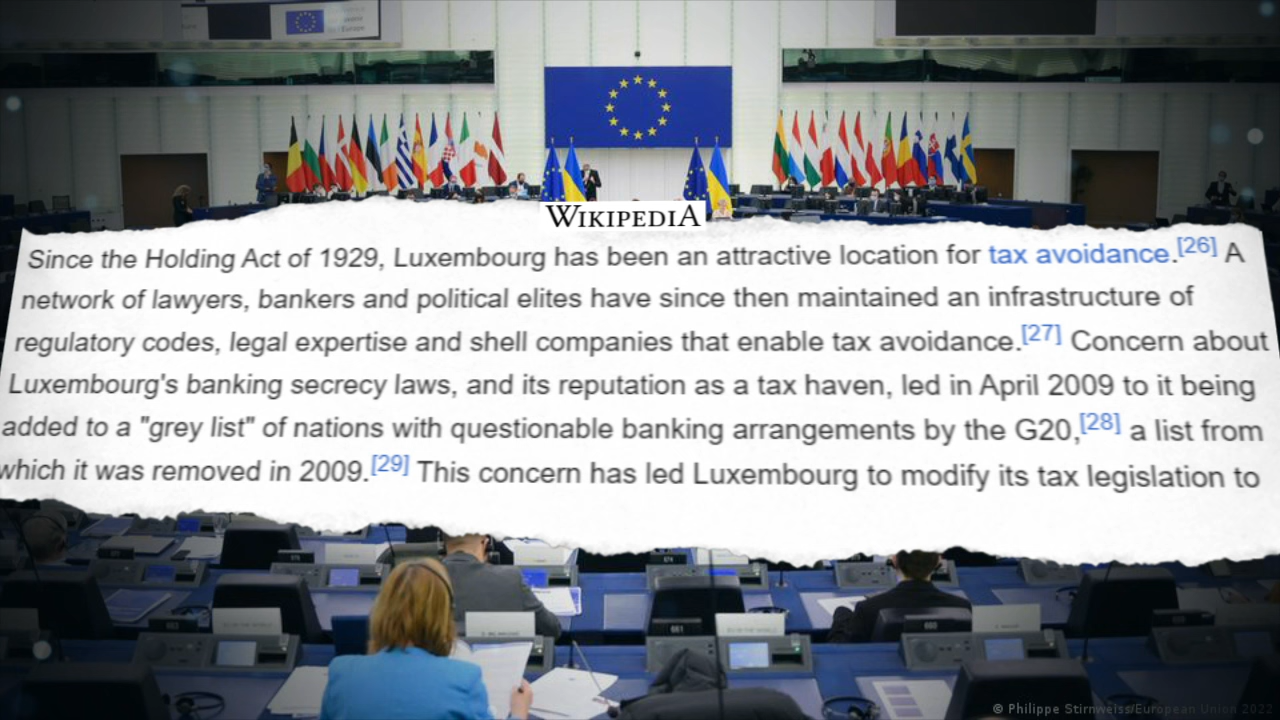 WIKIPEDIA
Since the Holding Act of 1929, Luxembourg has been an attractive location for tax avoidance.[26] A
network of lawyers, bankers and political elites have since then maintained an infrastructure of
regulatory codes, legal expertise and shell companies that enable tax avoidance.[27] Concern about
Luxembourg's banking secrecy laws, and its reputation as a tax haven, led in April 2009 to it being
added to a "grey list" of nations with questionable banking arrangements by the G20,[28] a list from
which it was removed in 2009.[29] This concern has led Luxembourg to modify its tax legislation to
661
660
© Philippe Stirnweiss/European Union 2022